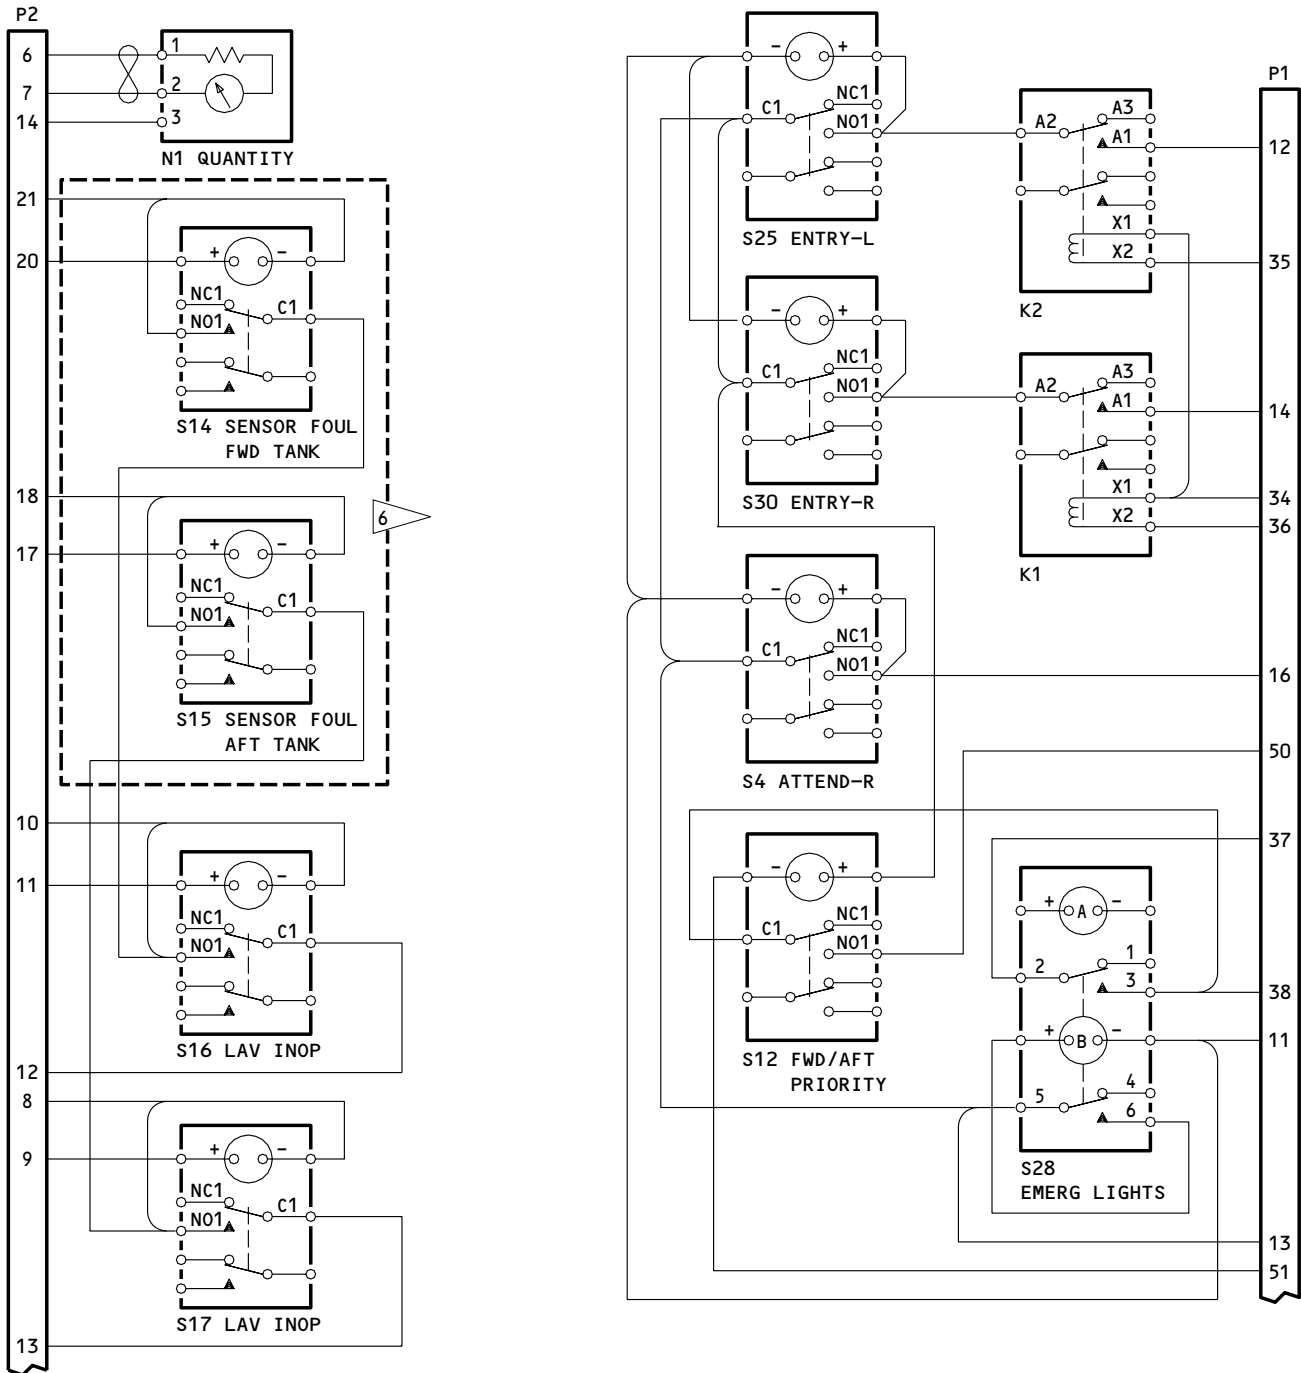 P2
6
7
14
1
2
3
N1 QUANTITY
21
20
+ -
NC1
C1
NO1
S14 SENSOR FOUL
FWD TANK
18
17
6
+ -
NC1
C1
NO1
S15 SENSOR FOUL
AFT TANK
10
11
+ -
NC1
C1
NO1
S16 LAV INOP
12
8
9
+ -
NC1
C1
NO1
S17 LAV INOP
13
- +
NC1
C1
NO1
S25 ENTRY-L
- +
NC1
C1
NO1
S30 ENTRY-R
- +
NC1
C1
NO1
S4 ATTEND-R
- +
NC1
C1
NO1
S12 FWD/AFT
PRIORITY
A3
A2
A1
X1
X2
K2
A3
A2
A1
X1
X2
K1
+ A -
1
2
3
+ B -
4
5
6
S28
EMERG LIGHTS
P1
12
35
14
34
36
16
50
37
38
11
13
51